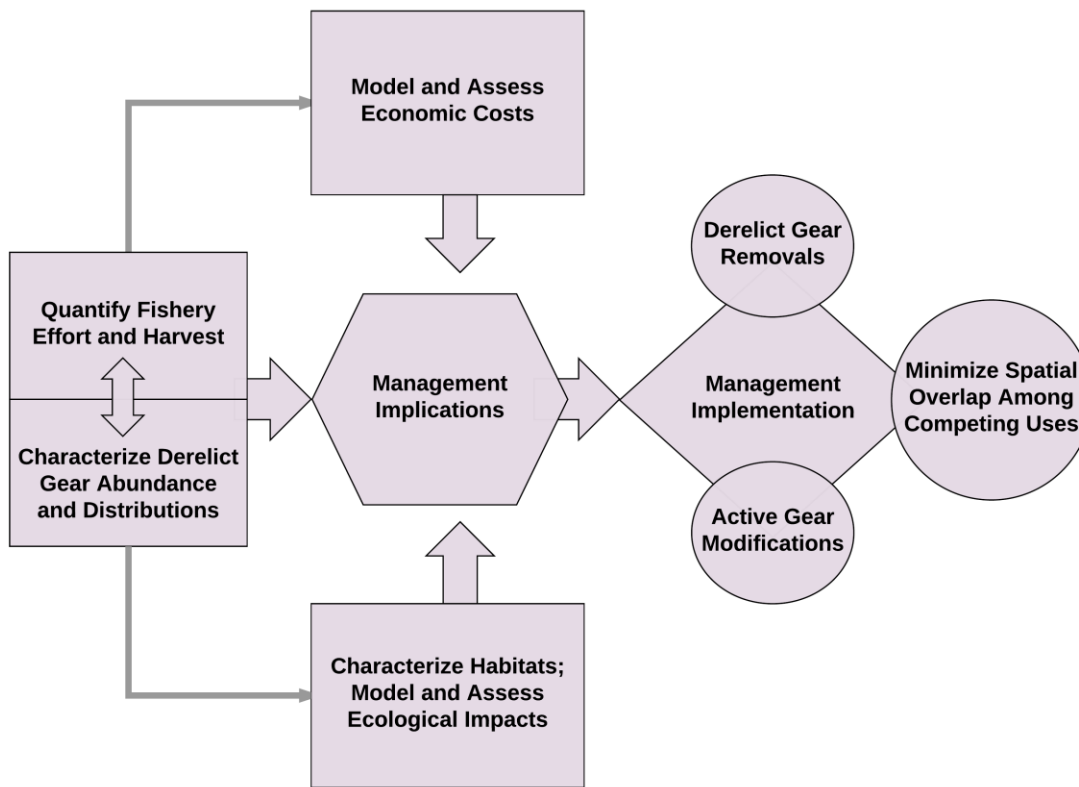 Model and Assess
Economic Costs
Quantify Fishery
Effort and Harvest
Characterize Derelict
Gear Abundance
and Distributions
Management
Implications
Characterize Habitats;
Model and Assess
Ecological Impacts
Derelict Gear
Removals
Management
Implementation
Minimize Spatial
Overlap Among
Competing Uses
Active Gear
Modifications